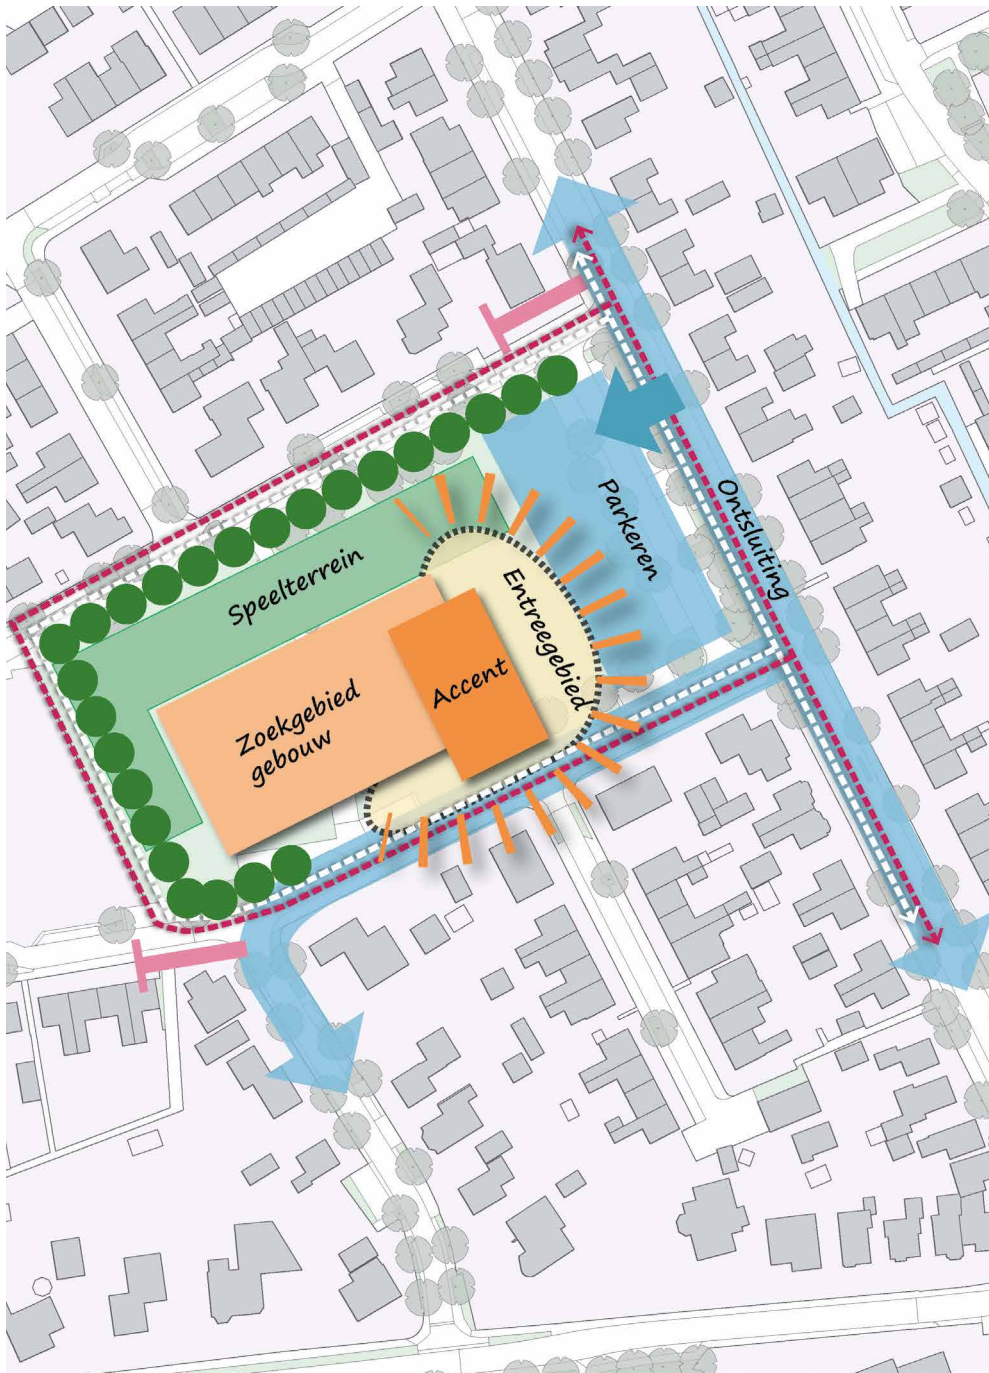 Parkeren
Ontsluiting
Speelterrein
Entreegebied
Accent
Zoekgebied
gebouw